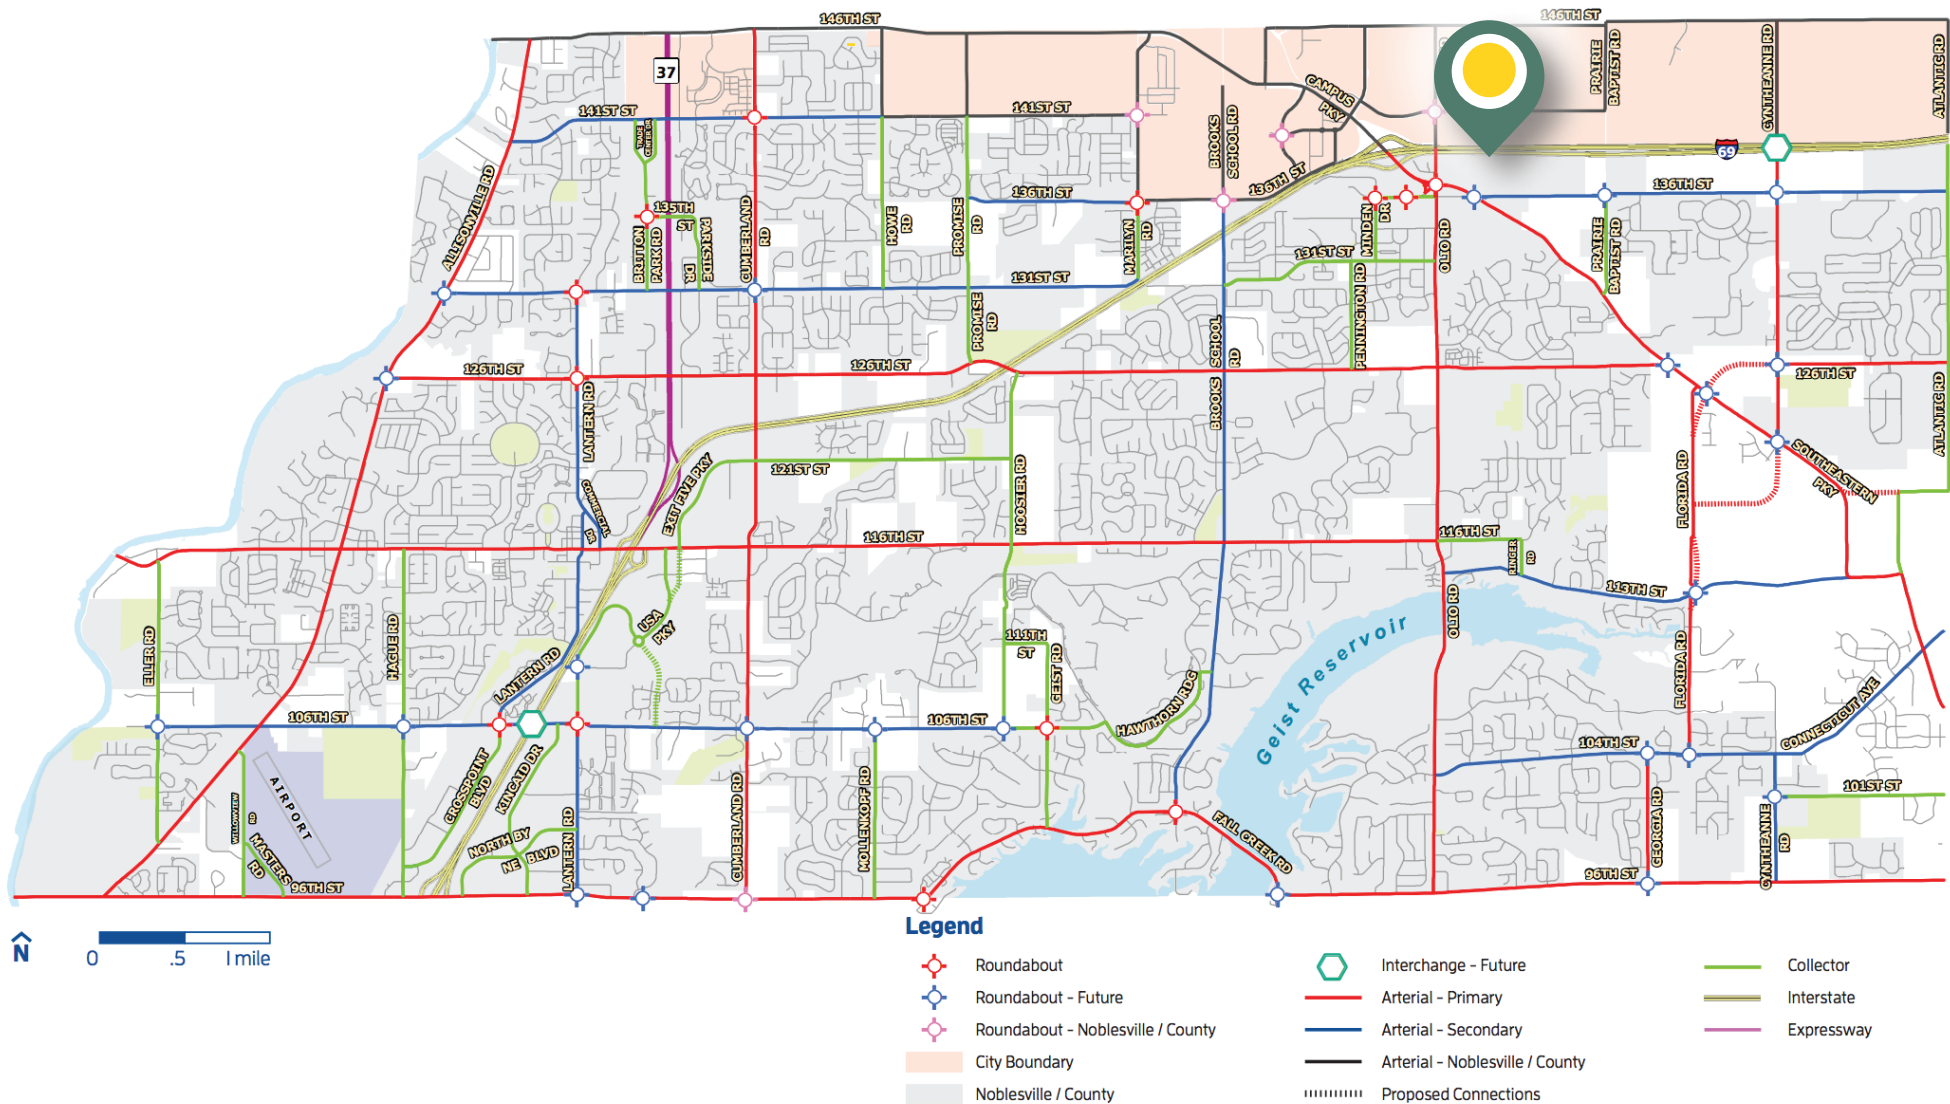 146TH ST
146TH ST
37
141ST ST
141ST ST
TRADE
CENTER DR
CAMPUS
PKY
PRAIRIE
BAPTIST RD
CYNTHEANNE RD
ATLANTIC RD
BROOKS
SCHOOL RD
69
ALLISONVILLE RD
135TH
ST
BRITTON
PARK RD
PARKSIDE
DR
CUMBERLAND
RD
HOWE
RD
PROMISE
RD
136TH ST
MARILYN
RD
136TH ST
MINDEN
DR
OLIO RD
136TH ST
PRAIRIE
BAPTIST RD
131ST ST
131ST ST
PENNINGTON RD
PROMISE
RD
SCHOOL
RD
BROOKS
126TH ST
126TH ST
126TH ST
ATLANTIC RD
LANTERN RD
COMMERCIAL
DR
EXIT FIVE PKY
121ST ST
HOOSIER RD
FLORIDA RD
SOUTHEASTERN
PKY
116TH ST
116TH ST
RINGER
RD
113TH ST
OLIO RD
ELLER RD
HAGUE RD
USA
PKY
LANTERN RD
111TH
ST
GEIST RD
HAWTHORN RDG
Geist Reservoir
FLORIDA RD
106TH ST
106TH ST
104TH ST
CONNECTICUT AVE
101ST ST
AIRPORT
CROSSPOINT
BLVD
KINCAID DR
WILLOWVIEW
RD
MASTERS
RD
NORTH BY
NE BLVD
LANTERN RD
CUMBERLAND RD
MOLLENKOPF RD
FALL CREEK RD
GEORGIA RD
CYNTHEANNE
RD
96TH ST
96TH ST
N
0 .5 1 mile
Legend
Roundabout
Roundabout - Future
Roundabout - Noblesville / County
City Boundary
Noblesville / County
Interchange - Future
Arterial - Primary
Arterial - Secondary
Arterial - Noblesville / County
Proposed Connections
Collector
Interstate
Expressway